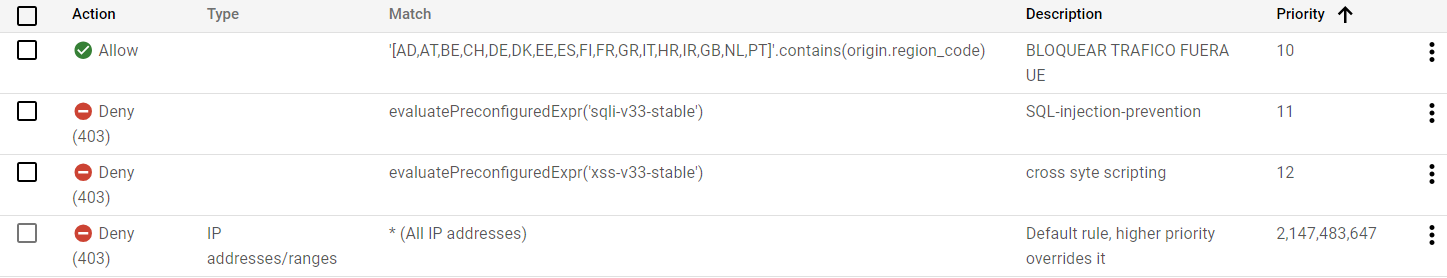 Action Type Match Description Priority
Allow '[AD,AT,BE,CH,DE,DK,EE,ES,FI,FR,GR,IT,HR,IR,GB,NL,PT]'.contains(origin.region_code) BLOQUEAR TRAFICO FUERA 10
UE
Deny evaluatePreconfiguredExpr('sqli-v33-stable') SQL-injection-prevention 11
(403)
Deny evaluatePreconfiguredExpr('xss-v33-stable') cross syte scripting 12
(403)
Deny IP * (All IP addresses) Default rule, higher priority 2,147,483,647
(403) addresses/ranges overrides it